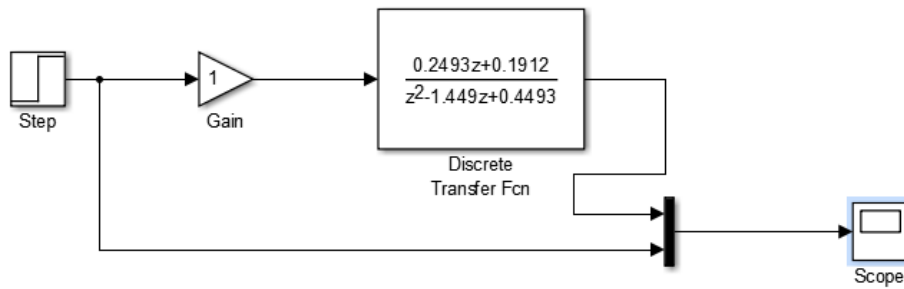 Step
1
Gain
0.2493z+0.1912
z²-1.449z+0.4493
Discrete
Transfer Fcn
Scope